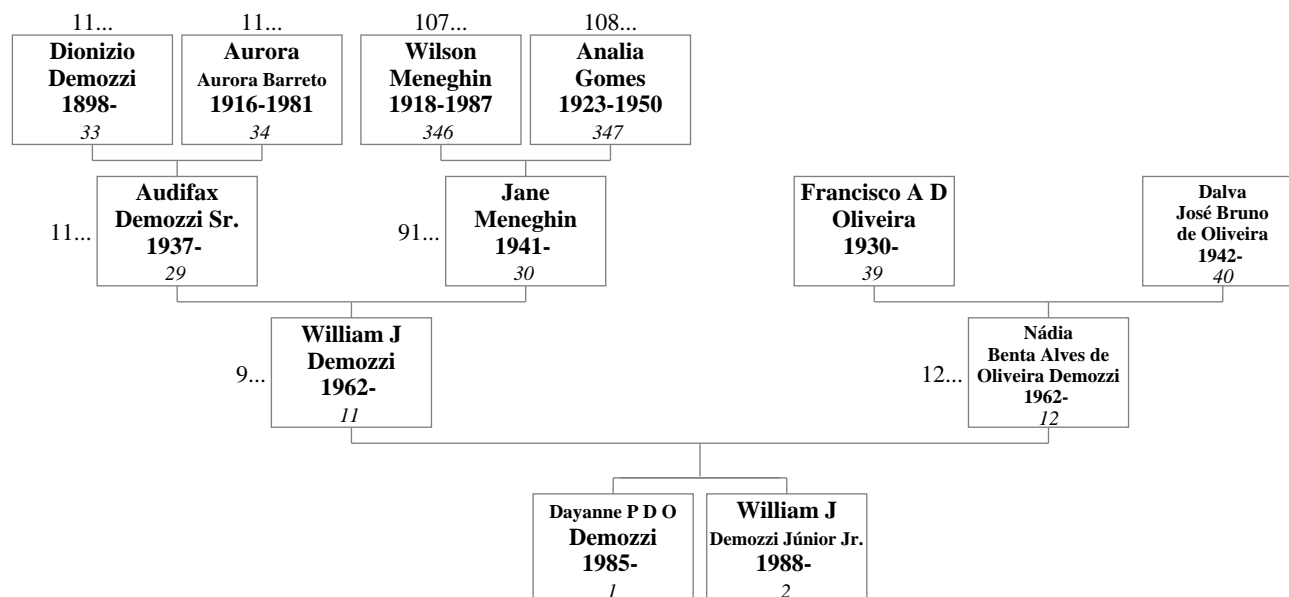 11...
11...
107...
108...
Dionizio
Demozzi
1898-
33
Aurora
Aurora Barreto
1916-1981
34
Wilson
Meneghin
1918-1987
346
Analia
Gomes
1923-1950
347
11...
Audifax
Demozzi Sr.
1937-
29
91...
Jane
Meneghin
1941-
30
Francisco A D
Oliveira
1930-
39
Dalva
José Bruno
de Oliveira
1942-
40
9...
William J
Demozzi
1962-
11
12...
Nádia
Benta Alves de
Oliveira Demozzi
1962-
12
Dayanne P D O
Demozzi
1985-
1
William J
Demozzi Júnior Jr.
1988-
2